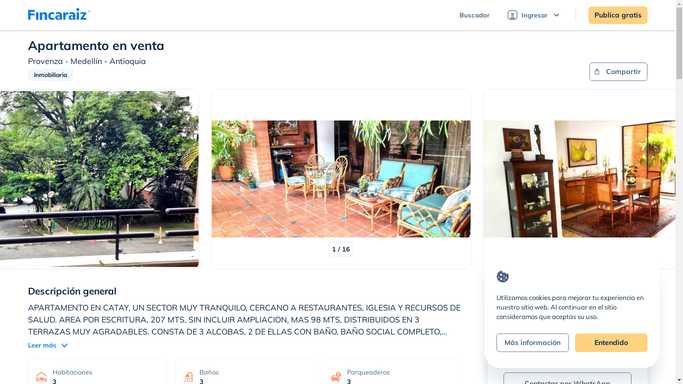 Fincaraiz
Buscador
Ingresar
Publica gratis
Apartamento en venta
Provenza - Medellín - Antioquia
Inmobiliaria
Compartir
1 / 16
Descripción general
APARTAMENTO EN CATAY, UN SECTOR MUY TRANQUILO, CERCANO A RESTAURANTES, IGLESIA Y RECURSOS DE
SALUD. AREA POR ESCRITURA, 207 MTS, SIN INCLUIR AMPLIACION, MAS 98 MTS, DISTRIBUIDOS EN 3
TERRAZAS MUY AGRADABLES. CONSTA DE 3 ALCOBAS, 2 DE ELLAS CON BAÑO, BAÑO SOCIAL COMPLETO,...
Leer más
Habitaciones
3
Baños
3
Parqueaderos
3
Utilizamos cookies para mejorar tu experiencia en
nuestro sitio web. Al continuar en el sitio
consideramos que aceptas su uso.
Más información
Entendido
Contactar por WhatsApp